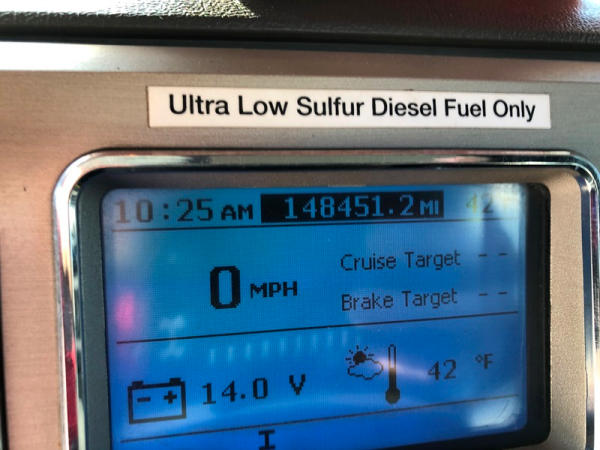 Ultra Low Sulfur Diesel Fuel Only
10:25 AM 148451.2 MI 42
0 MPH
Cruise Target --
Brake Target --
14.0 V
42 °F